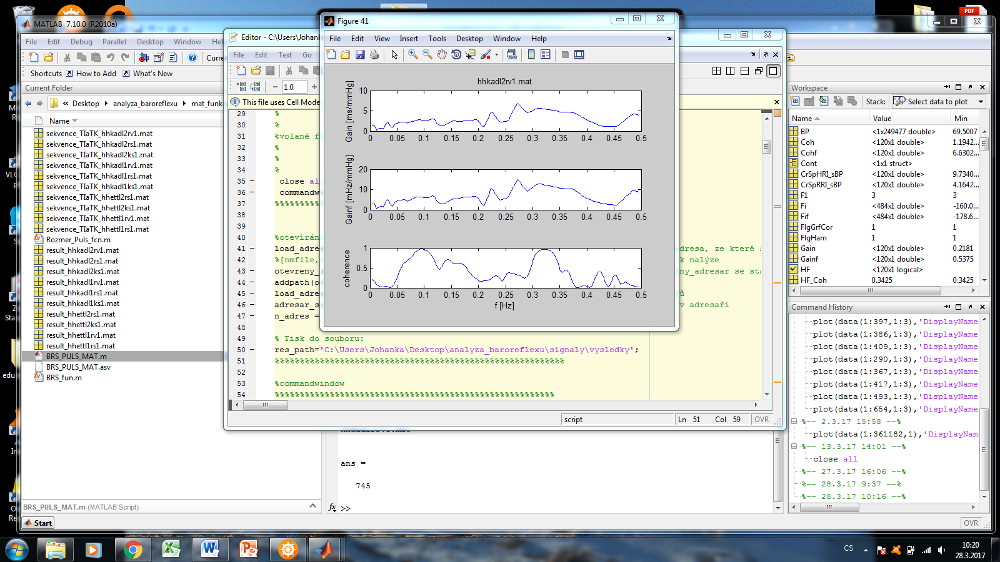 MATLAB 7.10.0 (R2010a)
File Edit Debug Parallel Desktop Window Hel
Shortcuts How to Add What's New
Current Folder
« Desktop analyza_baroreflexu mat_funk
Name
sekvence_TIaTK_hhkadl2rv1.mat
sekvence_TIaTK_hhkadl2rs1.mat
sekvence_TIaTK_hhkadl2ks1.mat
sekvence_TIaTK_hhkadl1rv1.mat
sekvence_TIaTK_hhkadl1rs1.mat
sekvence_TIaTK_hhkadl1ks1.mat
sekvence_TIaTK_hhettl2rs1.mat
sekvence_TIaTK_hhettl2ks1.mat
sekvence_TIaTK_hhettl1rv1.mat
sekvence_TIaTK_hhettl1rs1.mat
Rozmer_Puls_fcn.m
result_hhkadl2rv1.mat
result_hhkadl2rs1.mat
result_hhkadl2ks1.mat
result_hhkadl1rv1.mat
result_hhkadl1rs1.mat
result_hhkadl1ks1.mat
result_hhettl2rs1.mat
result_hhettl2ks1.mat
result_hhettl1rv1.mat
result_hhettl1rs1.mat
BRS_PULS_MAT.m
BRS_PULS_MAT.asv
BRS_fun.m
BRS_PULS_MAT.m (MATLAB Script)
Start
Editor - C:\Users\Johank
File Edit Text Go
1.0
This file uses Cell Mode
29 %
30 %
31 %volané f
32 %
33 %
34 %
35 close al
36 commandw
37 %%%%%%%%%
38
39
40 %otevírán
41 load_adre adresa, ze které s
42 %[nmfile, k nalýze
43 otevreny_ ny_adresar se sta
44 addpath(o
45 load_adre ů
46 adresar_s v adresaři
47 n_adres =
48
49 % Tisk do souboru:
50 res_path='C:\Users\Johanka\Desktop\analyza_baroreflexu\signaly\vysledky';
51 %%%%%%%%%%%%%%%%%%%%%%%%%%%%%%%%%%%%%%%%%%%%%%%%%%%%%%%%%%
52
53 %commandwindow
54 %%%%%%%%%%%%%%%%%%%%%%%%%%%%%%%%%%%%%%%%%%%%%%%%%%%%%%%%
script Ln 51 Col 59 OVR
Figure 41
File Edit View Insert Tools Desktop Window Help
hhkadl2rv1.mat
Gain [ms/mmHg]
10
5
0
0 0.05 0.1 0.15 0.2 0.25 0.3 0.35 0.4 0.45 0.5
Gainf [mHz/mmHg]
20
10
0
0 0.05 0.1 0.15 0.2 0.25 0.3 0.35 0.4 0.45 0.5
coherence
1
0.5
0
0 0.05 0.1 0.15 0.2 0.25 0.3 0.35 0.4 0.45 0.5
f [Hz]
hhkadl2rv1.mat
ans =
745
fx >>
Workspace
Stack: Select data to plot
Name Value Min
BP <1x249477 double> 69.5007
Coh <120x1 double> 1.1942...
Cohf <120x1 double> 6.6302...
Cont <1x1 struct>
CrSpHRI_sBP <120x1 double> 9.7340...
CrSpRRI_sBP <120x1 double> 4.1642...
F1 3 3
Fi <484x1 double> -160.0...
Fif <484x1 double> -178.6...
FlgGrfCor 1 1
FlgHam 1 1
Gain <120x1 double> 0.2181
Gainf <120x1 double> 0.5375
HF <120x1 logical>
HF_Coh 0.3425 0.3425
Command History
plot(data(1:397,1:3),'DisplayName
plot(data(1:386,1:3),'DisplayName
plot(data(1:409,1:3),'DisplayName
plot(data(1:290,1:3),'DisplayName
plot(data(1:367,1:3),'DisplayName
plot(data(1:417,1:3),'DisplayName
plot(data(1:493,1:3),'DisplayName
plot(data(1:654,1:3),'DisplayName
%-- 2.3.17 15:58 --%
plot(data(1:361182,1),'DisplayNam
%-- 13.3.17 14:01 --%
close all
%-- 27.3.17 16:06 --%
%-- 28.3.17 9:37 --%
%-- 28.3.17 10:16 --%
OVR
PDF
CS
10:20
28.3.2017